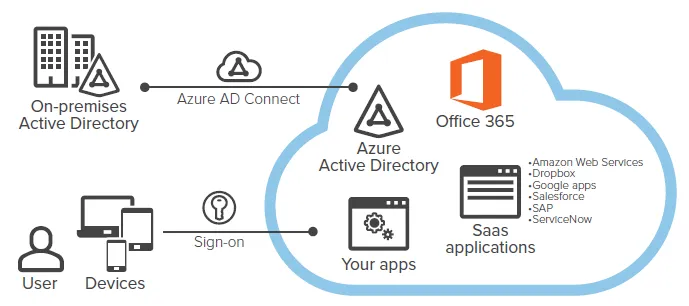 On-premises
Active Directory
Azure AD Connect
Azure
Active Directory
Office 365
User
Devices
Sign-on
Your apps
Saas
applications
•Amazon Web Services
•Dropbox
•Google apps
•Salesforce
•SAP
•ServiceNow